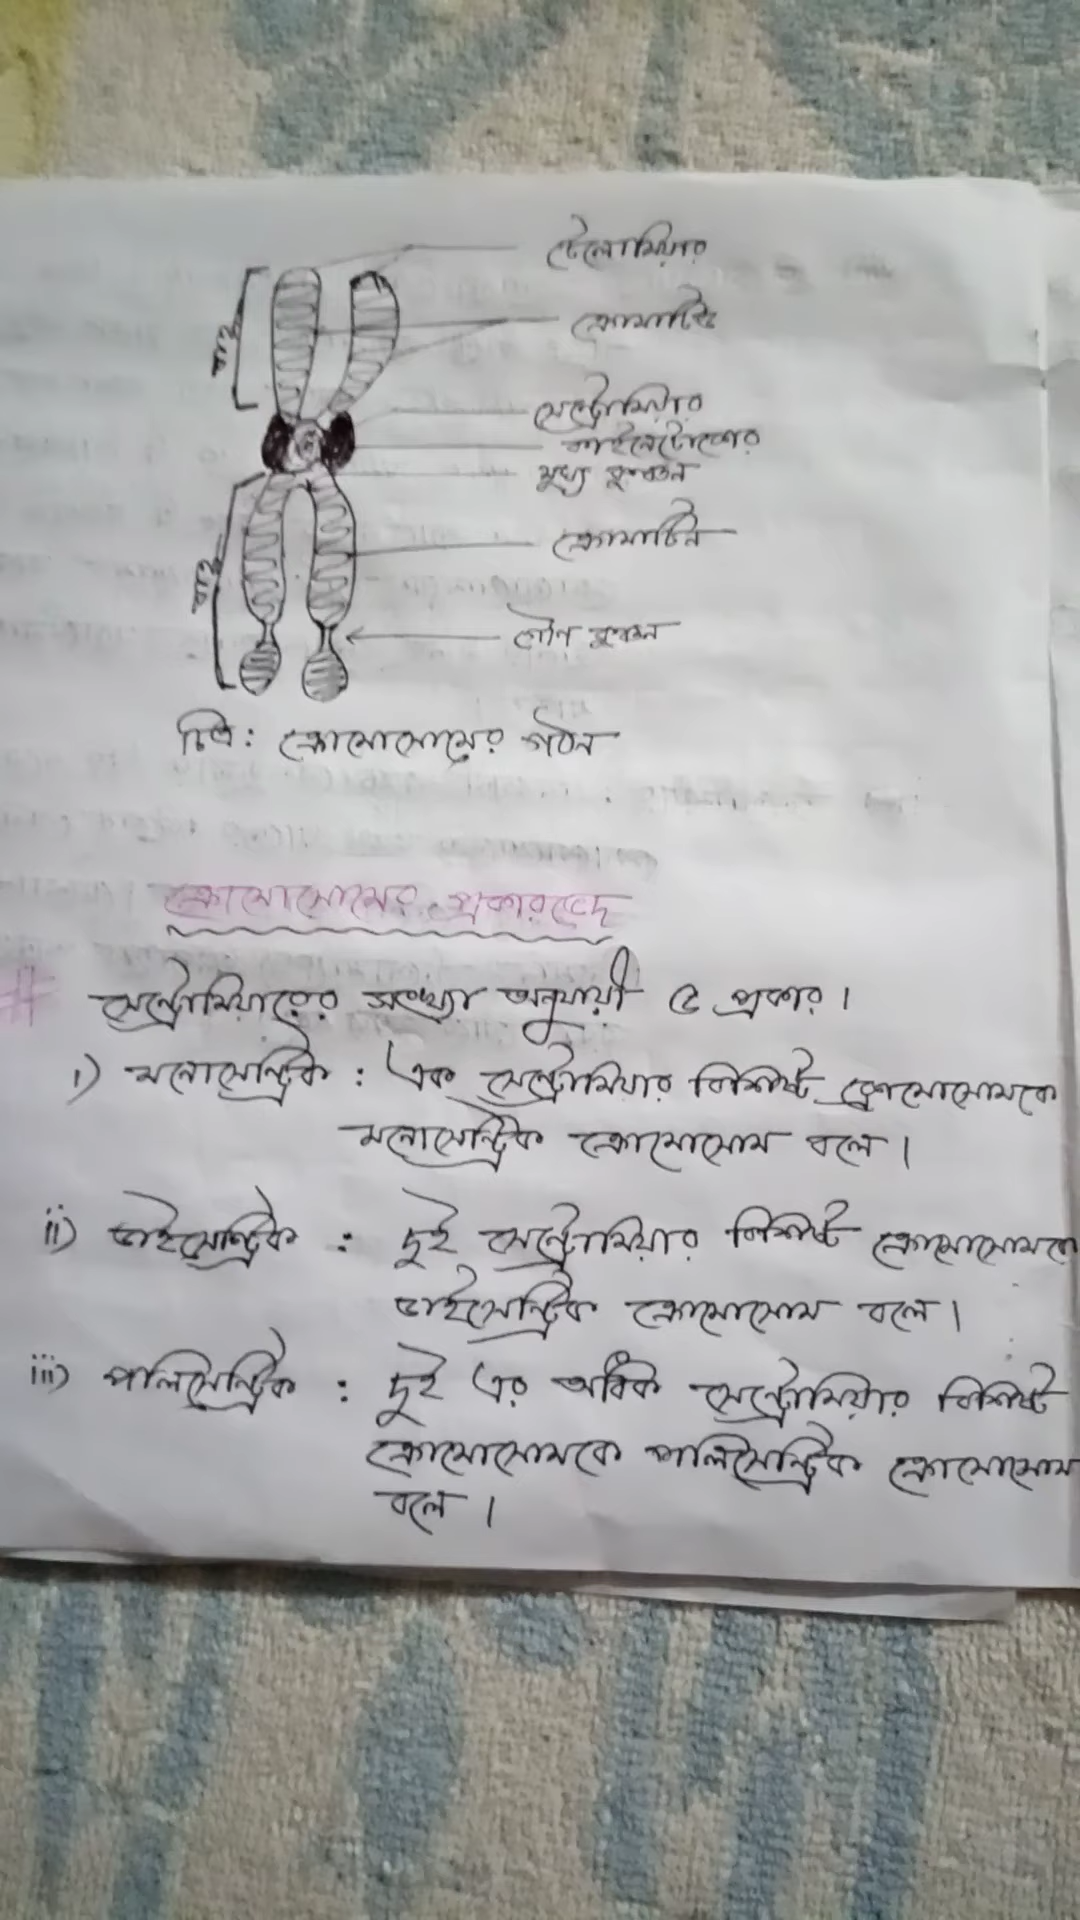 টেলোমিয়ার
ক্রোমাটিড
সেন্ট্রোমিয়ার
কাইনেটোকোর
মুখ্য কুঞ্চন
ক্রোমাটিন
গৌণ কুঞ্চন
বাহু
বাহু
চিত্র: ক্রোমোসোমের গঠন
ক্রোমোসোমের প্রকারভেদ
# সেন্ট্রোমিয়ারের সংখ্যা অনুযায়ী ৫ প্রকার।
i) মনোসেন্ট্রিক : এক সেন্ট্রোমিয়ার বিশিষ্ট ক্রোমোসোমকে
মনোসেন্ট্রিক ক্রোমোসোম বলে।
ii) ডাইসেন্ট্রিক : দুই সেন্ট্রোমিয়ার বিশিষ্ট ক্রোমোসোমকে
ডাইসেন্ট্রিক ক্রোমোসোম বলে।
iii) পলিসেন্ট্রিক : দুই এর অধিক সেন্ট্রোমিয়ার বিশিষ্ট
ক্রোমোসোমকে পলিসেন্ট্রিক ক্রোমোসোম
বলে।